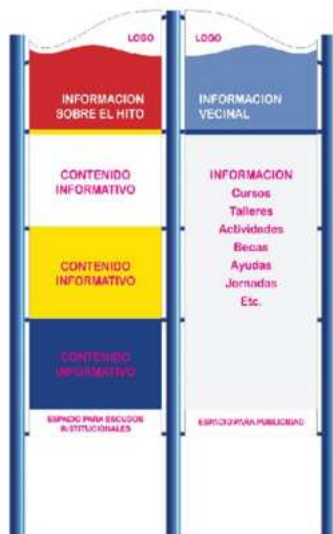 LOGO
INFORMACION
SOBRE EL HITO
CONTENIDO
INFORMATIVO
CONTENIDO
INFORMATIVO
CONTENIDO
INFORMATIVO
ESPACIO PARA ESCUDOS
INSTITUCIONALES
LOGO
INFORMACION
VECINAL
INFORMACION
Cursos
Talleres
Actividades
Becas
Ayudas
Jornadas
Etc.
ESPACIO PARA PUBLICIDAD